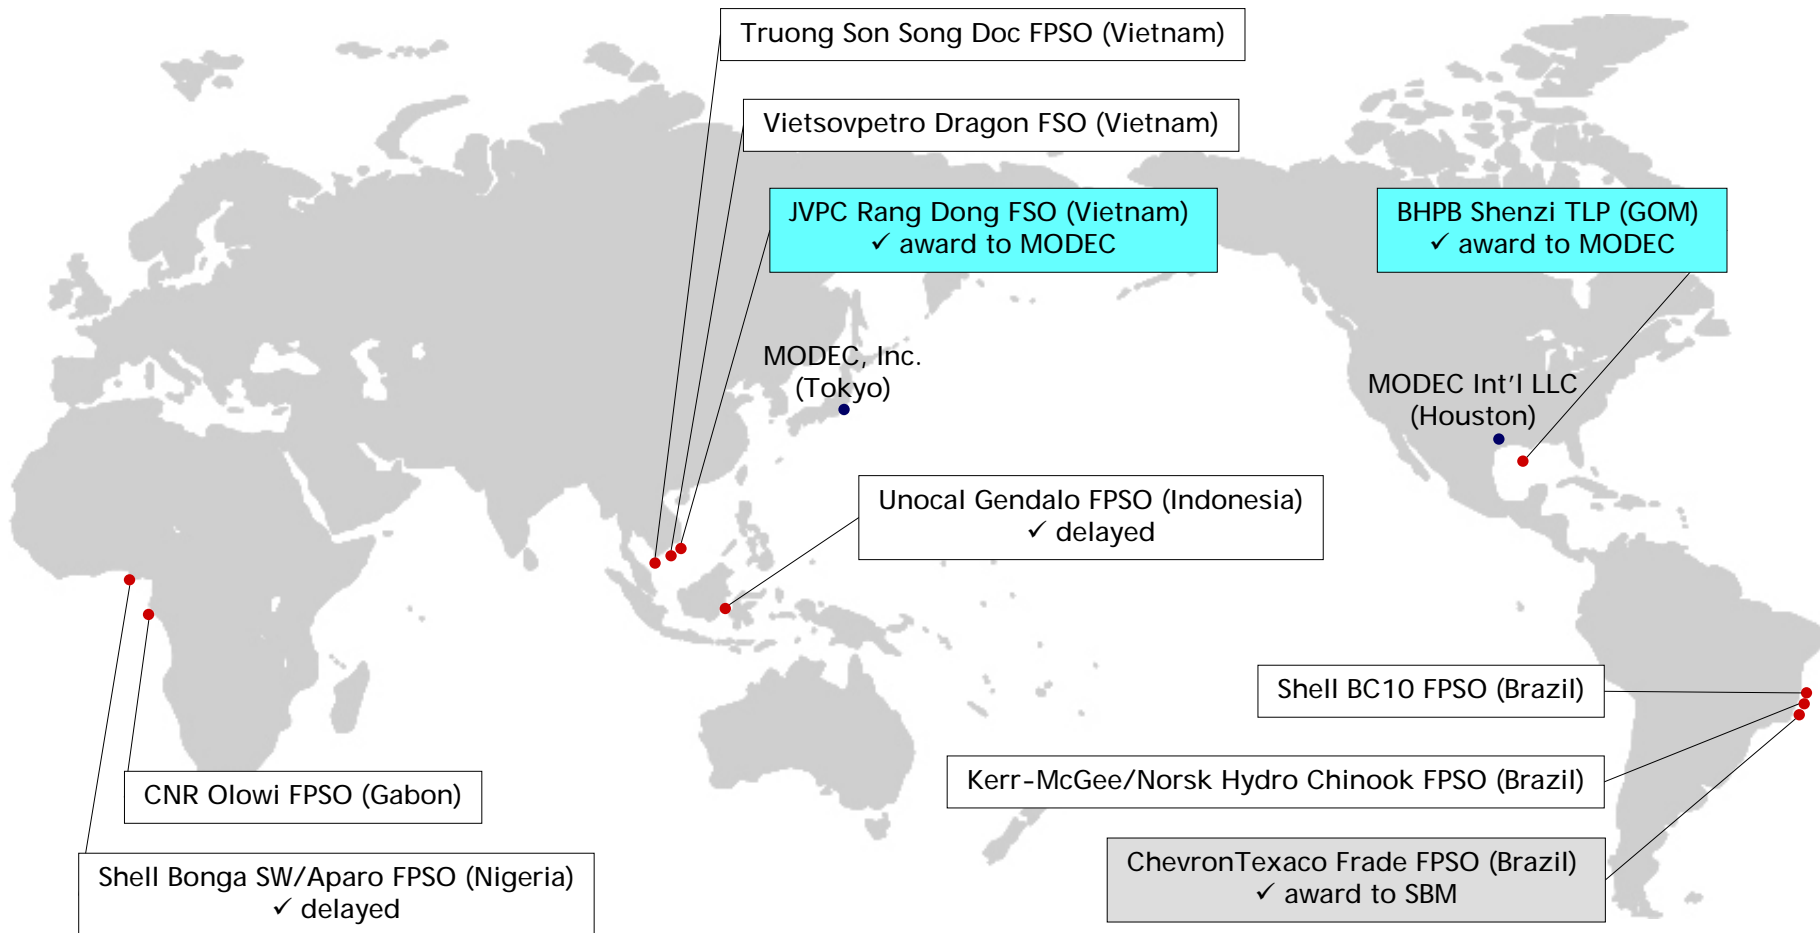 Truong Son Song Doc FPSO (Vietnam)
Vietsovpetro Dragon FSO (Vietnam)
JVPC Rang Dong FSO (Vietnam)
✓ award to MODEC
BHPB Shenzi TLP (GOM)
✓ award to MODEC
MODEC, Inc.
(Tokyo)
MODEC Int'l LLC
(Houston)
Unocal Gendalo FPSO (Indonesia)
✓ delayed
Shell BC10 FPSO (Brazil)
Kerr-McGee/Norsk Hydro Chinook FPSO (Brazil)
CNR Olowi FPSO (Gabon)
ChevronTexaco Frade FPSO (Brazil)
✓ award to SBM
Shell Bonga SW/Aparo FPSO (Nigeria)
✓ delayed